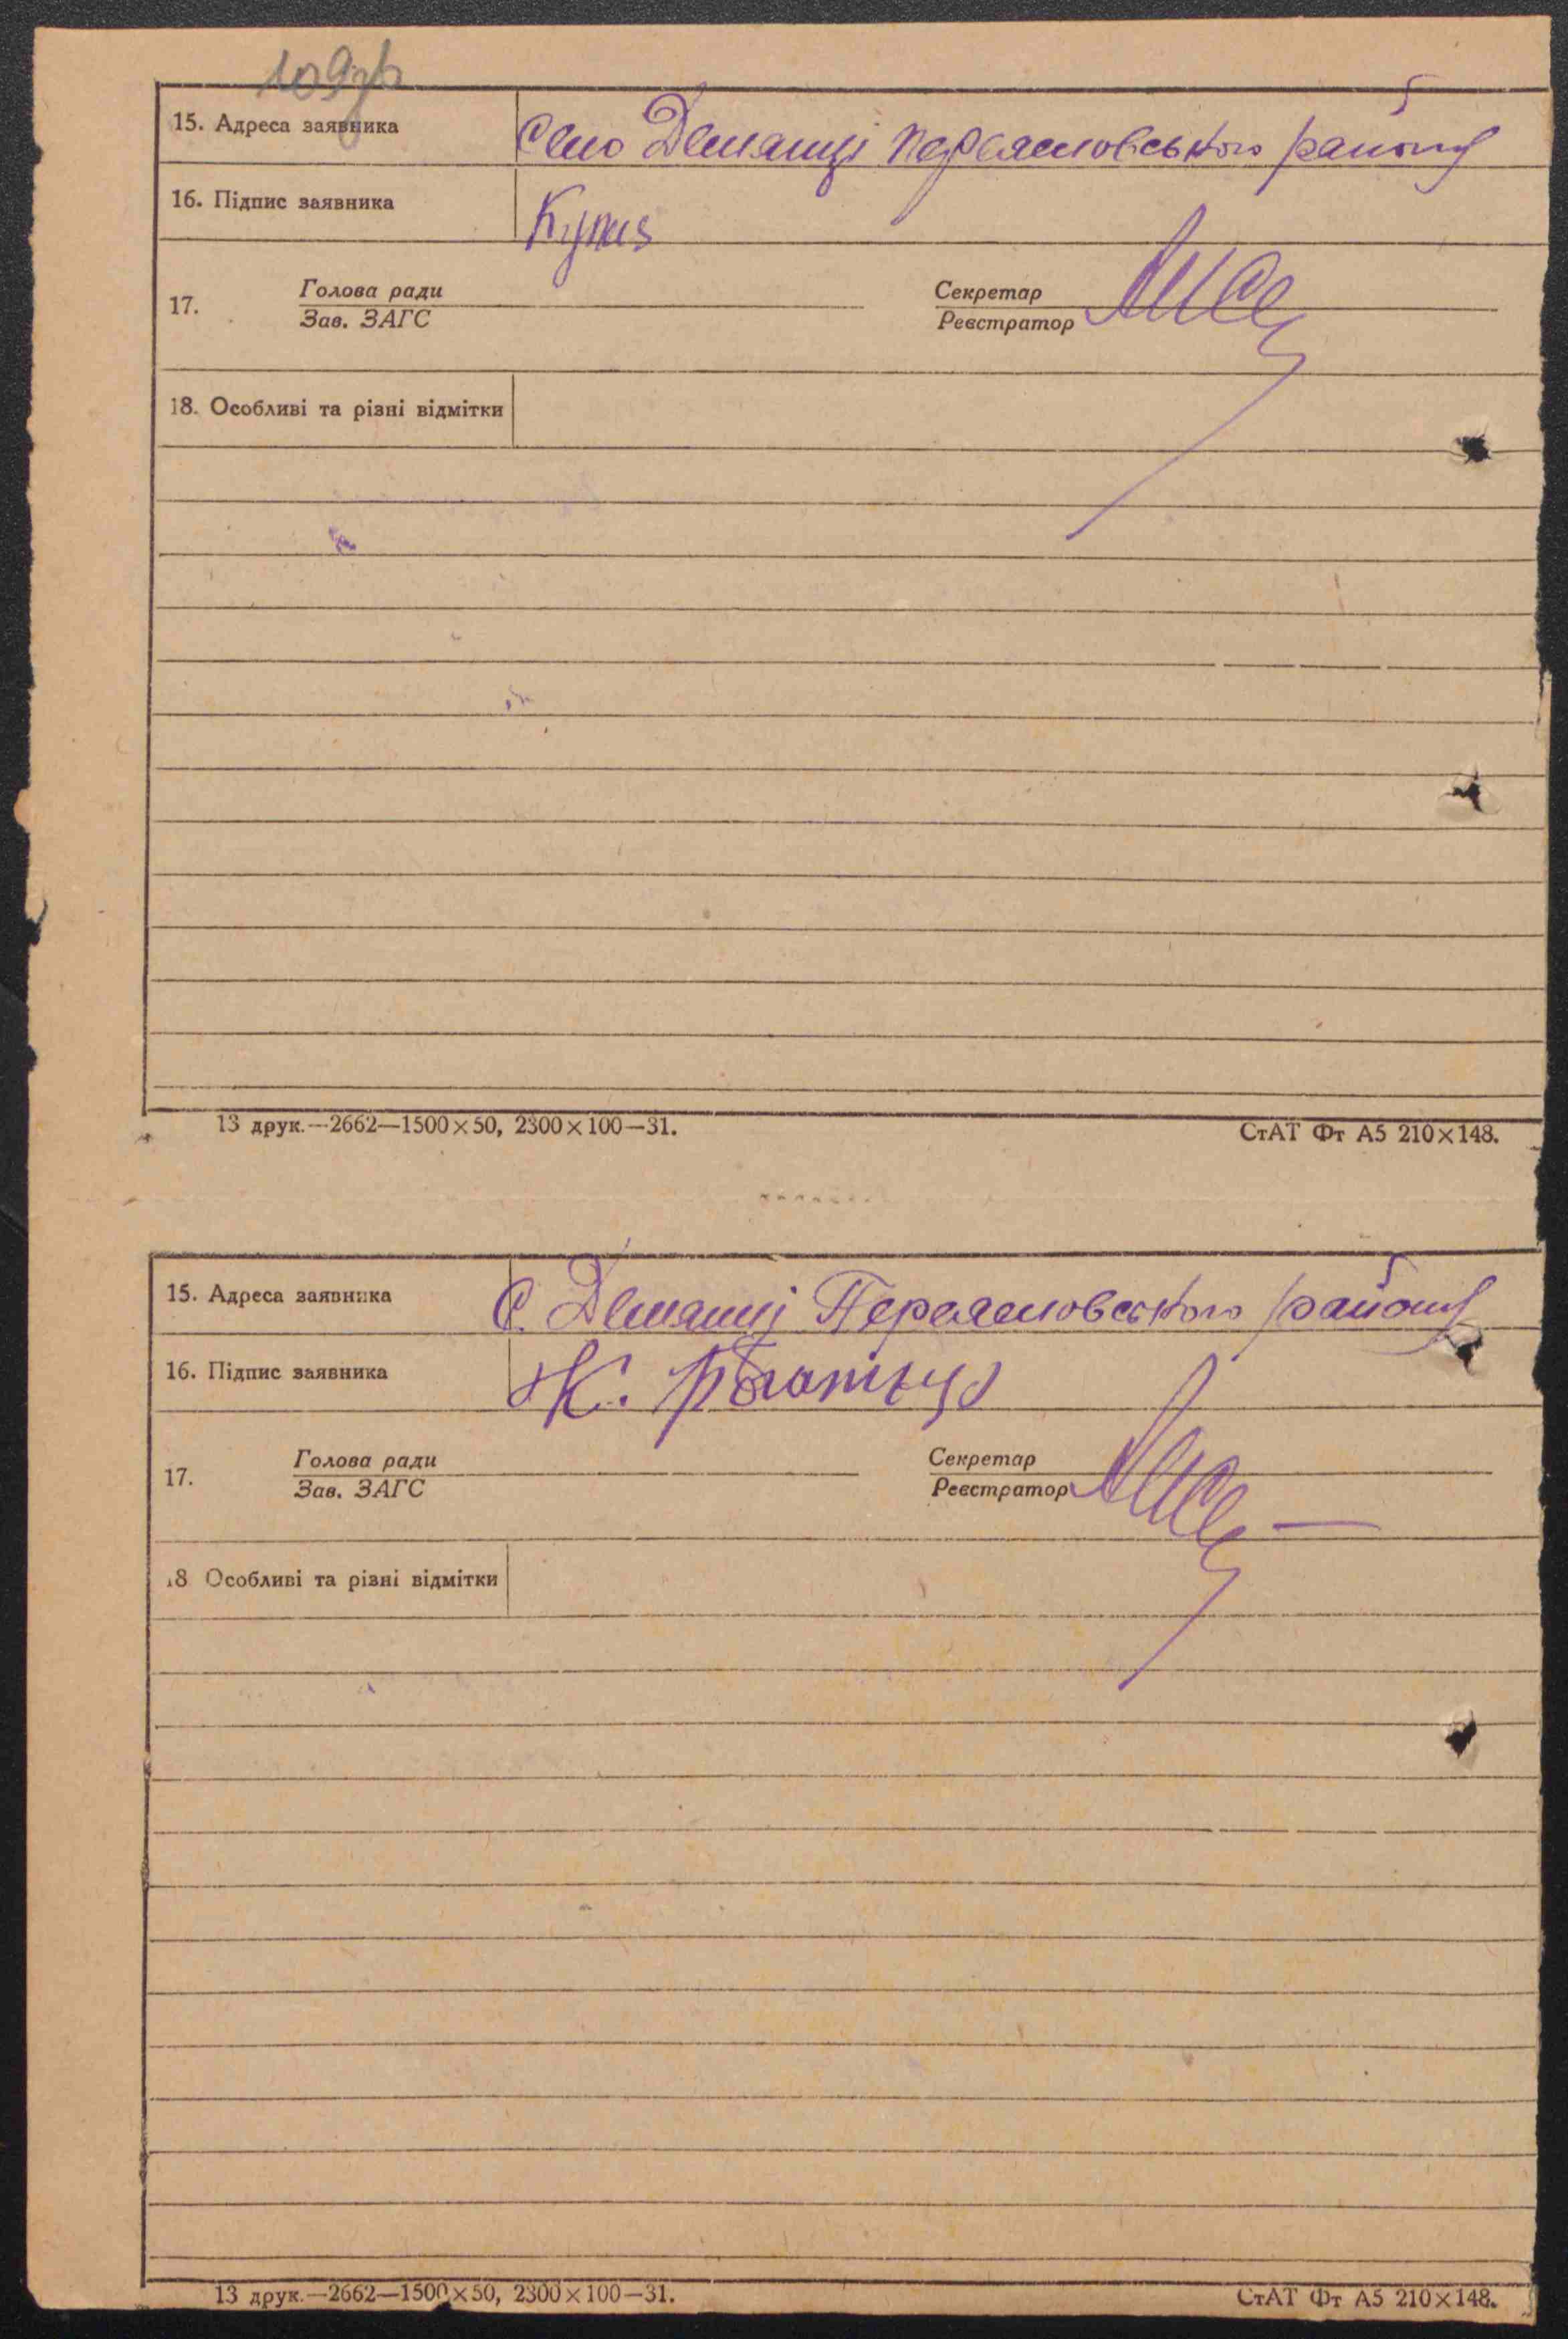 109зв
15. Адреса заявника Село Демянці Переяславського району
16. Підпис заявника
17. Голова ради Секретар
Зав. ЗАГС Реєстратор
18. Особливі та різні відмітки
13 друк.—2662—1500×50, 2300×100—31. СтАТ Фт А5 210×148.
15. Адреса заявника С. Демянці Переяславського району
16. Підпис заявника К.
17. Голова ради Секретар
Зав. ЗАГС Реєстратор
18 Особливі та різні відмітки
13 друк.—2662—1500×50, 2300×100—31. СтАТ Фт А5 210×148.